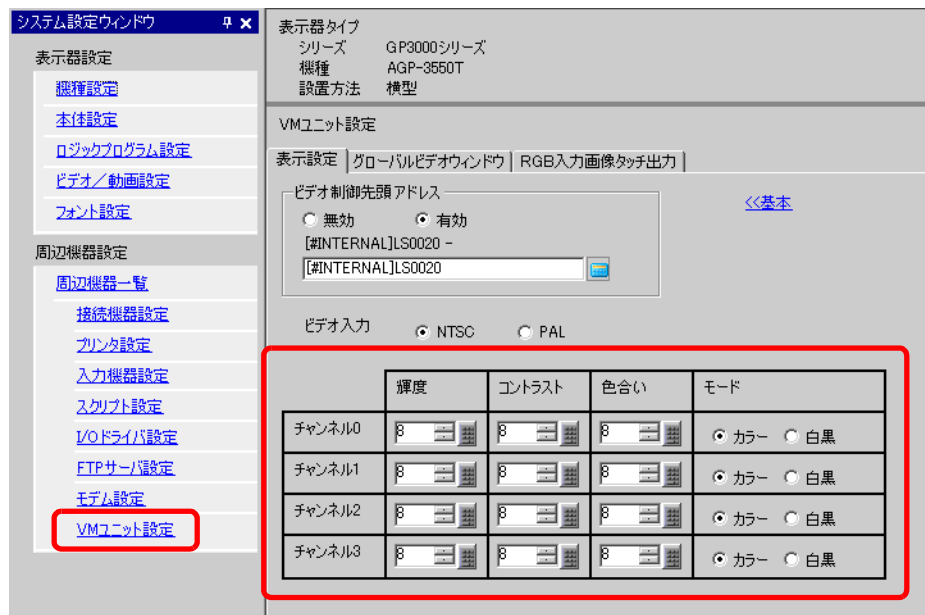 システム設定ウィンドウ
表示器設定
機種設定
本体設定
ロジックプログラム設定
ビデオ／動画設定
フォント設定
周辺機器設定
周辺機器一覧
接続機器設定
プリンタ設定
入力機器設定
スクリプト設定
I/Oドライバ設定
FTPサーバ設定
モデム設定
VMユニット設定
表示器タイプ
シリーズ GP3000シリーズ
機種 AGP-3550T
設置方法 横型
VMユニット設定
表示設定 グローバルビデオウィンドウ RGB入力画像タッチ出力
ビデオ制御先頭アドレス
<<基本
無効 有効
[#INTERNAL]LS0020 -
[#INTERNAL]LS0020
ビデオ入力 NTSC PAL
輝度 コントラスト 色合い モード
チャンネル0 8 8 8 カラー 白黒
チャンネル1 8 8 8 カラー 白黒
チャンネル2 8 8 8 カラー 白黒
チャンネル3 8 8 8 カラー 白黒